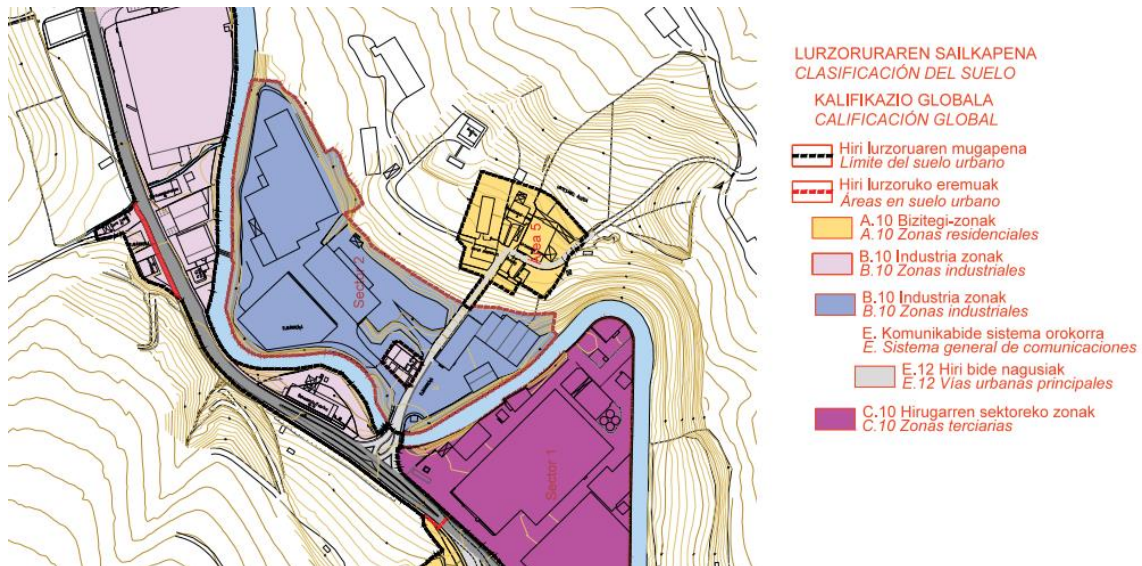 Sector 2
Area 5
Sector 1
LURZORURAREN SAILKAPENA
CLASIFICACIÓN DEL SUELO
KALIFIKAZIO GLOBALA
CALIFICACIÓN GLOBAL
Hiri lurzoruaren mugapena
Límite del suelo urbano
Hiri lurzoruko eremuak
Áreas en suelo urbano
A.10 Bizitegi-zonak
A.10 Zonas residenciales
B.10 Industria zonak
B.10 Zonas industriales
B.10 Industria zonak
B.10 Zonas industriales
E. Komunikabide sistema orokorra
E. Sistema general de comunicaciones
E.12 Hiri bide nagusiak
E.12 Vías urbanas principales
C.10 Hirugarren sektoreko zonak
C.10 Zonas terciarias